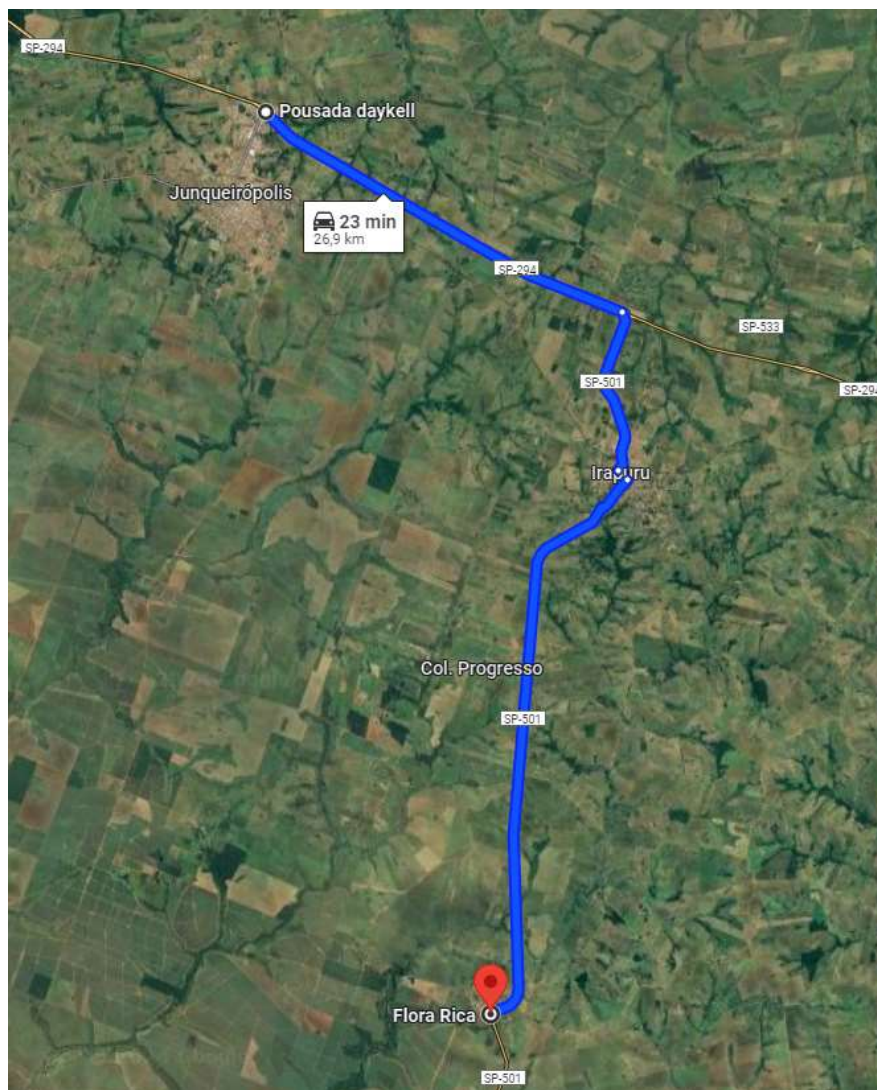 SP-294
Pousada daykell
Junqueirópolis
23 min
26,9 km
SP-294
SP-533
SP-501
SP-294
Irapuru
Col. Progresso
SP-501
Flora Rica
SP-501